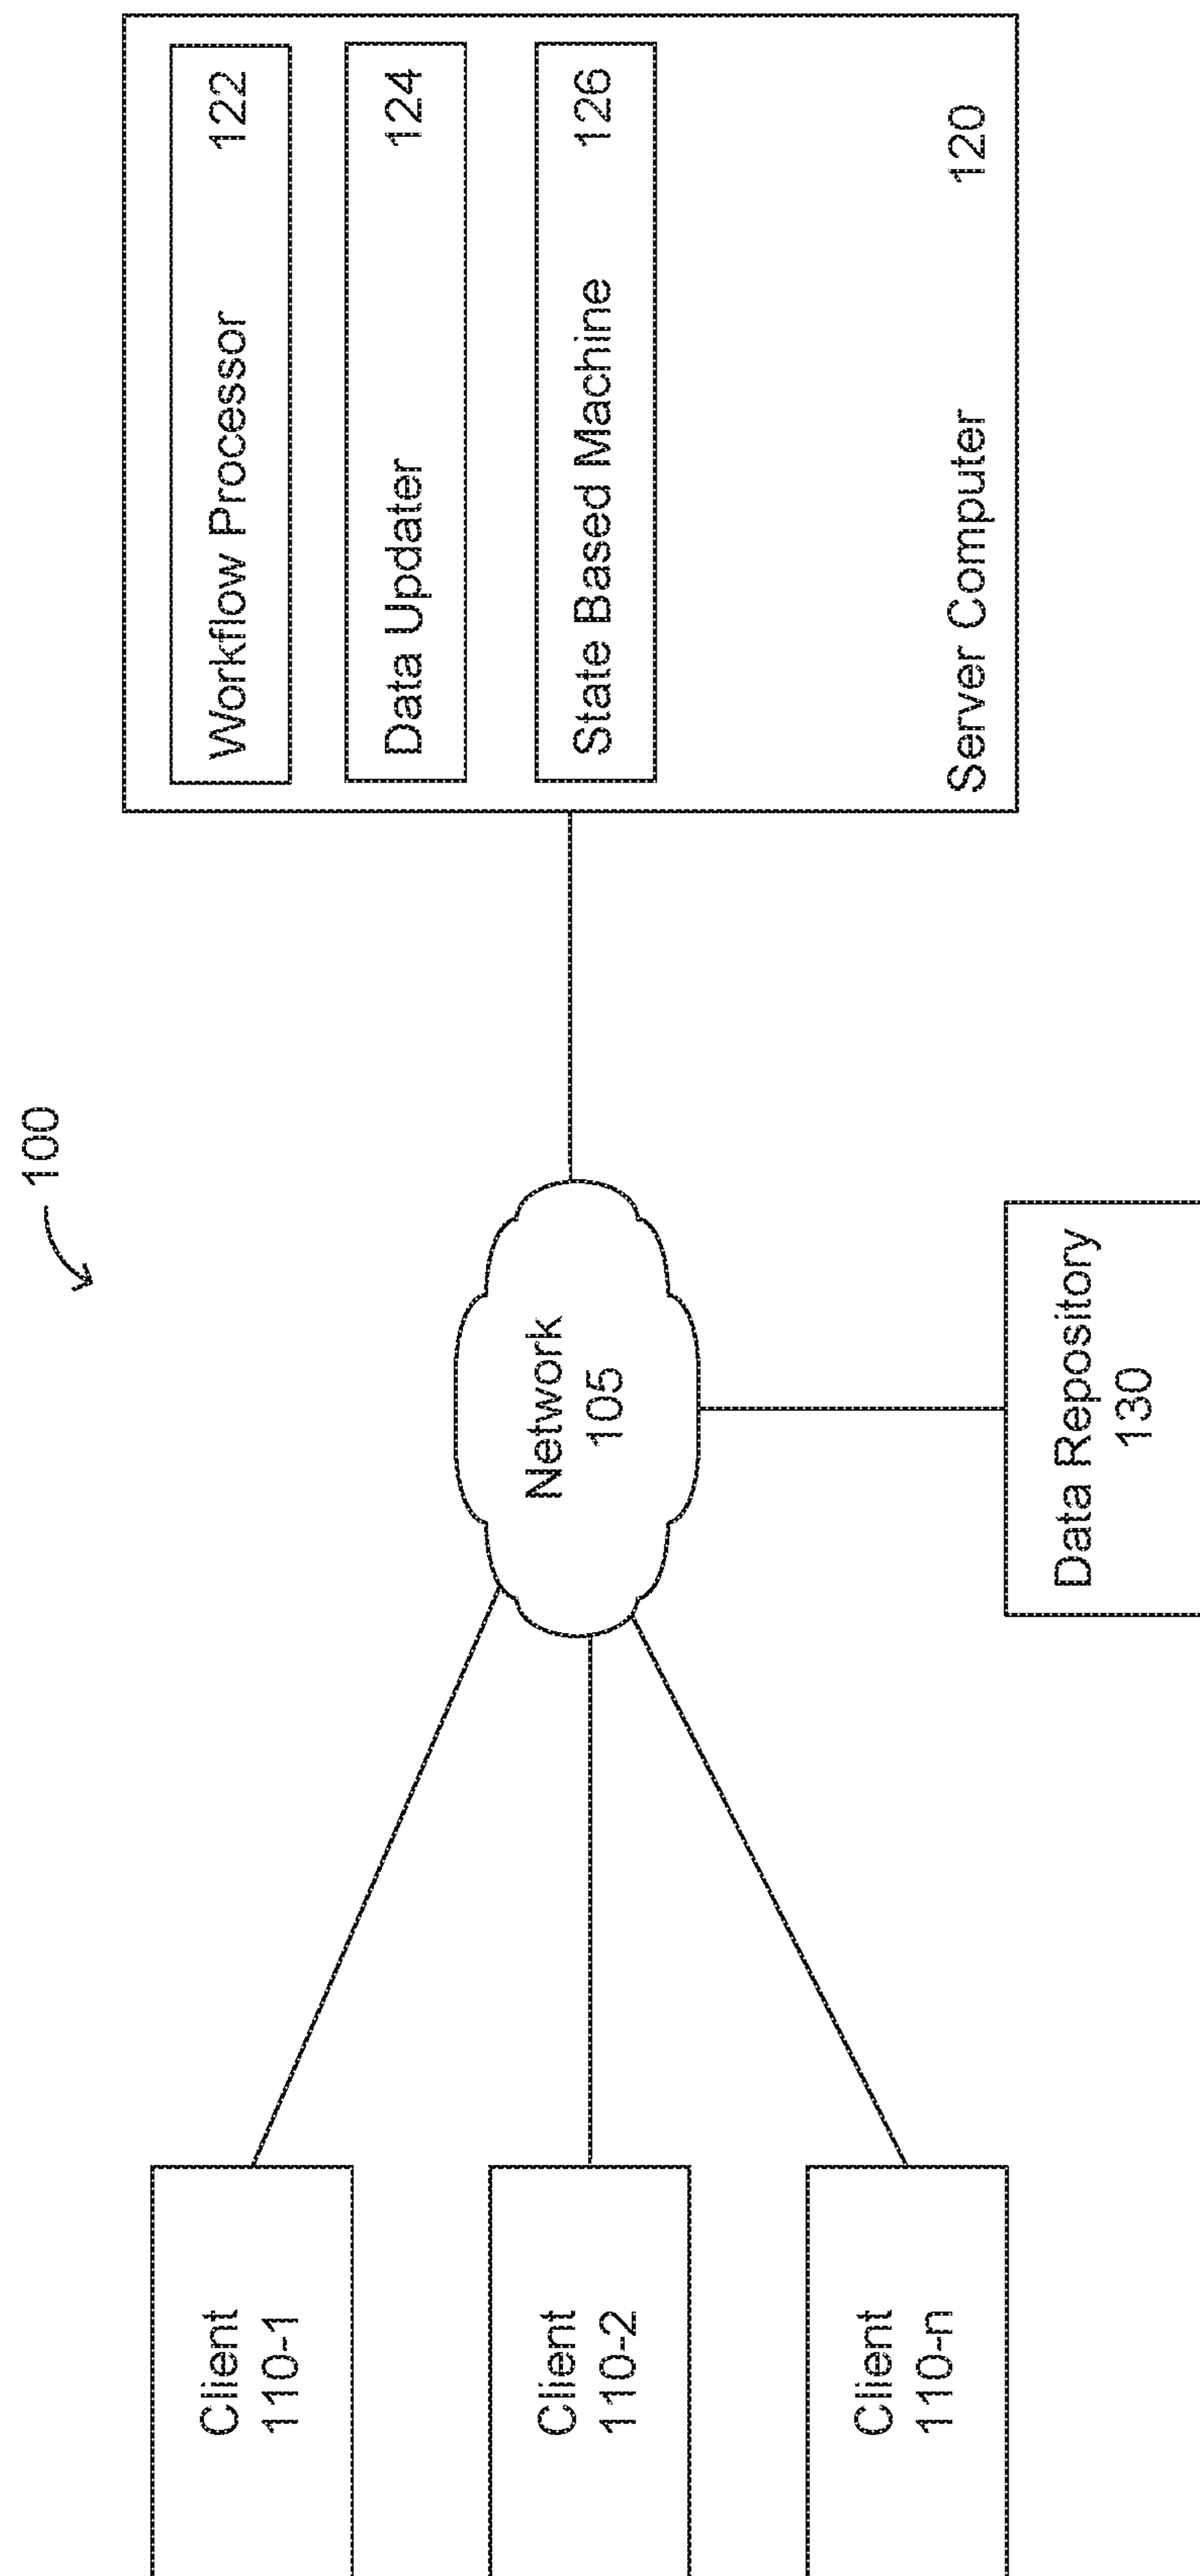 100
Client
110-1
Client
110-2
Client
110-n
Network
105
Data Repository
130
Workflow Processor 122
Data Updater 124
State Based Machine 126
Server Computer 120